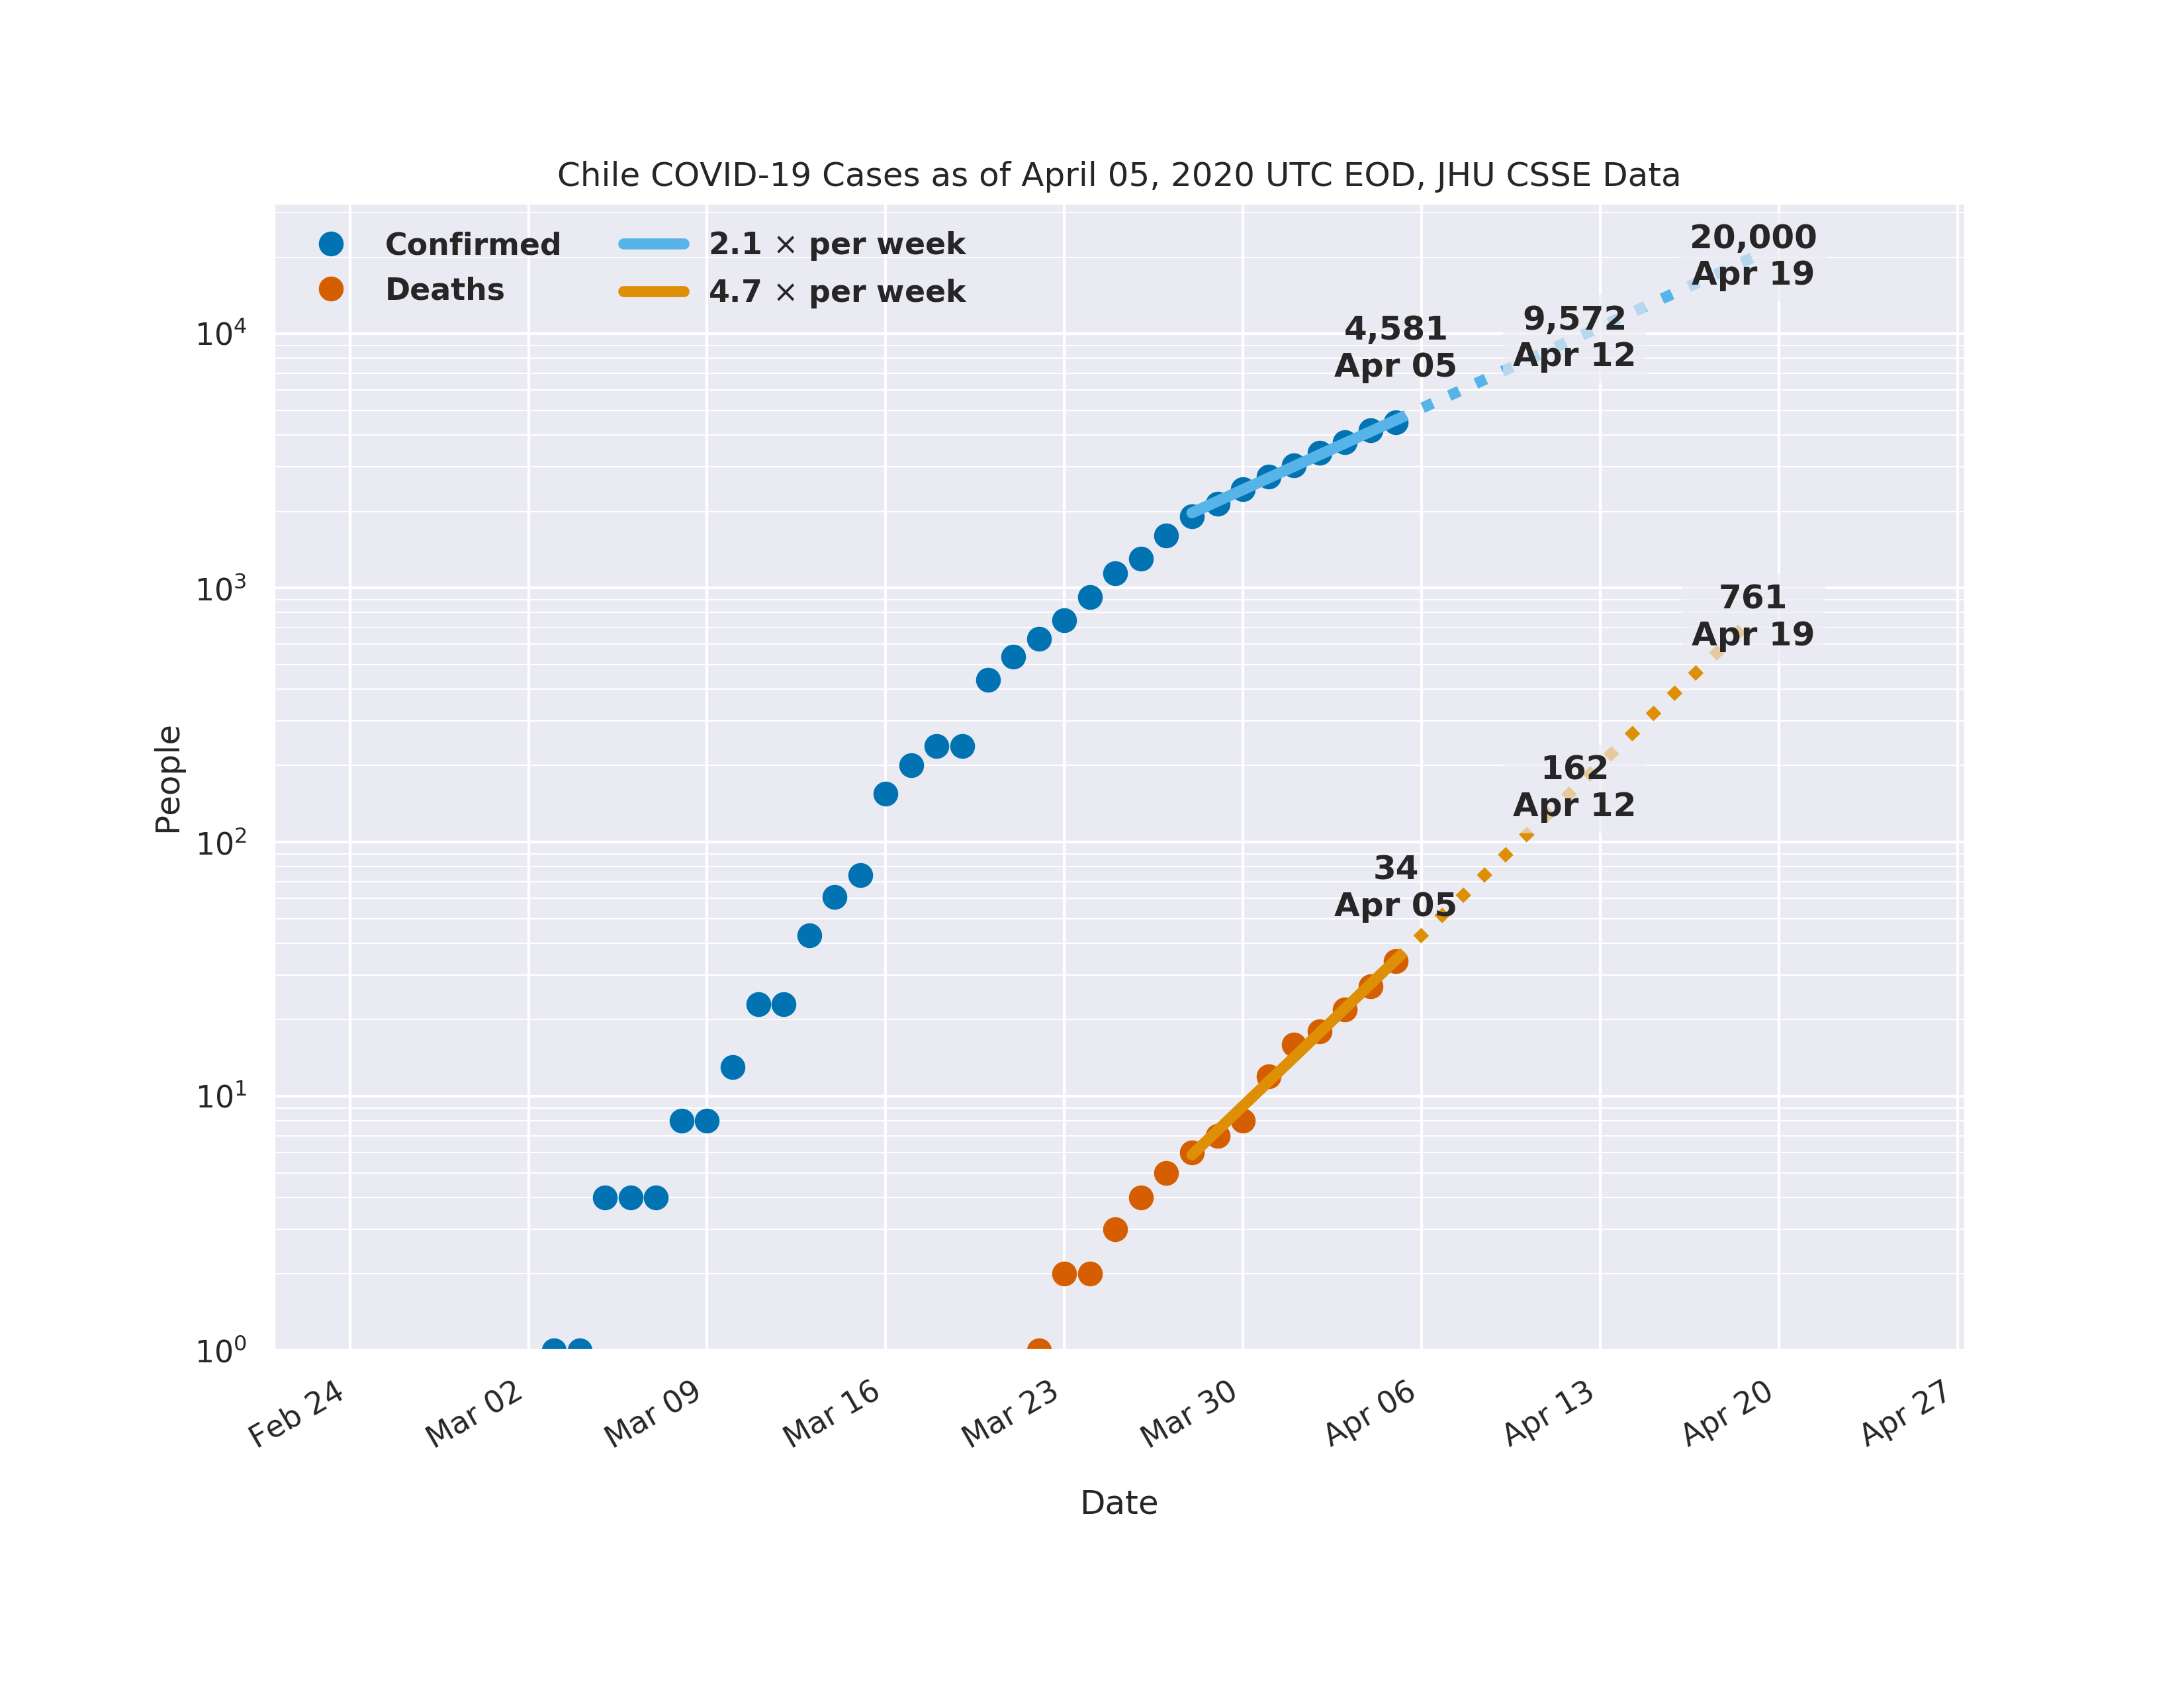 Chile COVID-19 Cases as of April 05, 2020 UTC EOD, JHU CSSE Data
Confirmed
Deaths
2.1 × per week
4.7 × per week
20,000
Apr 19
4,581
Apr 05
9,572
Apr 12
761
Apr 19
162
Apr 12
34
Apr 05
People
10⁴
10³
10²
10¹
10⁰
Feb 24
Mar 02
Mar 09
Mar 16
Mar 23
Mar 30
Apr 06
Apr 13
Apr 20
Apr 27
Date